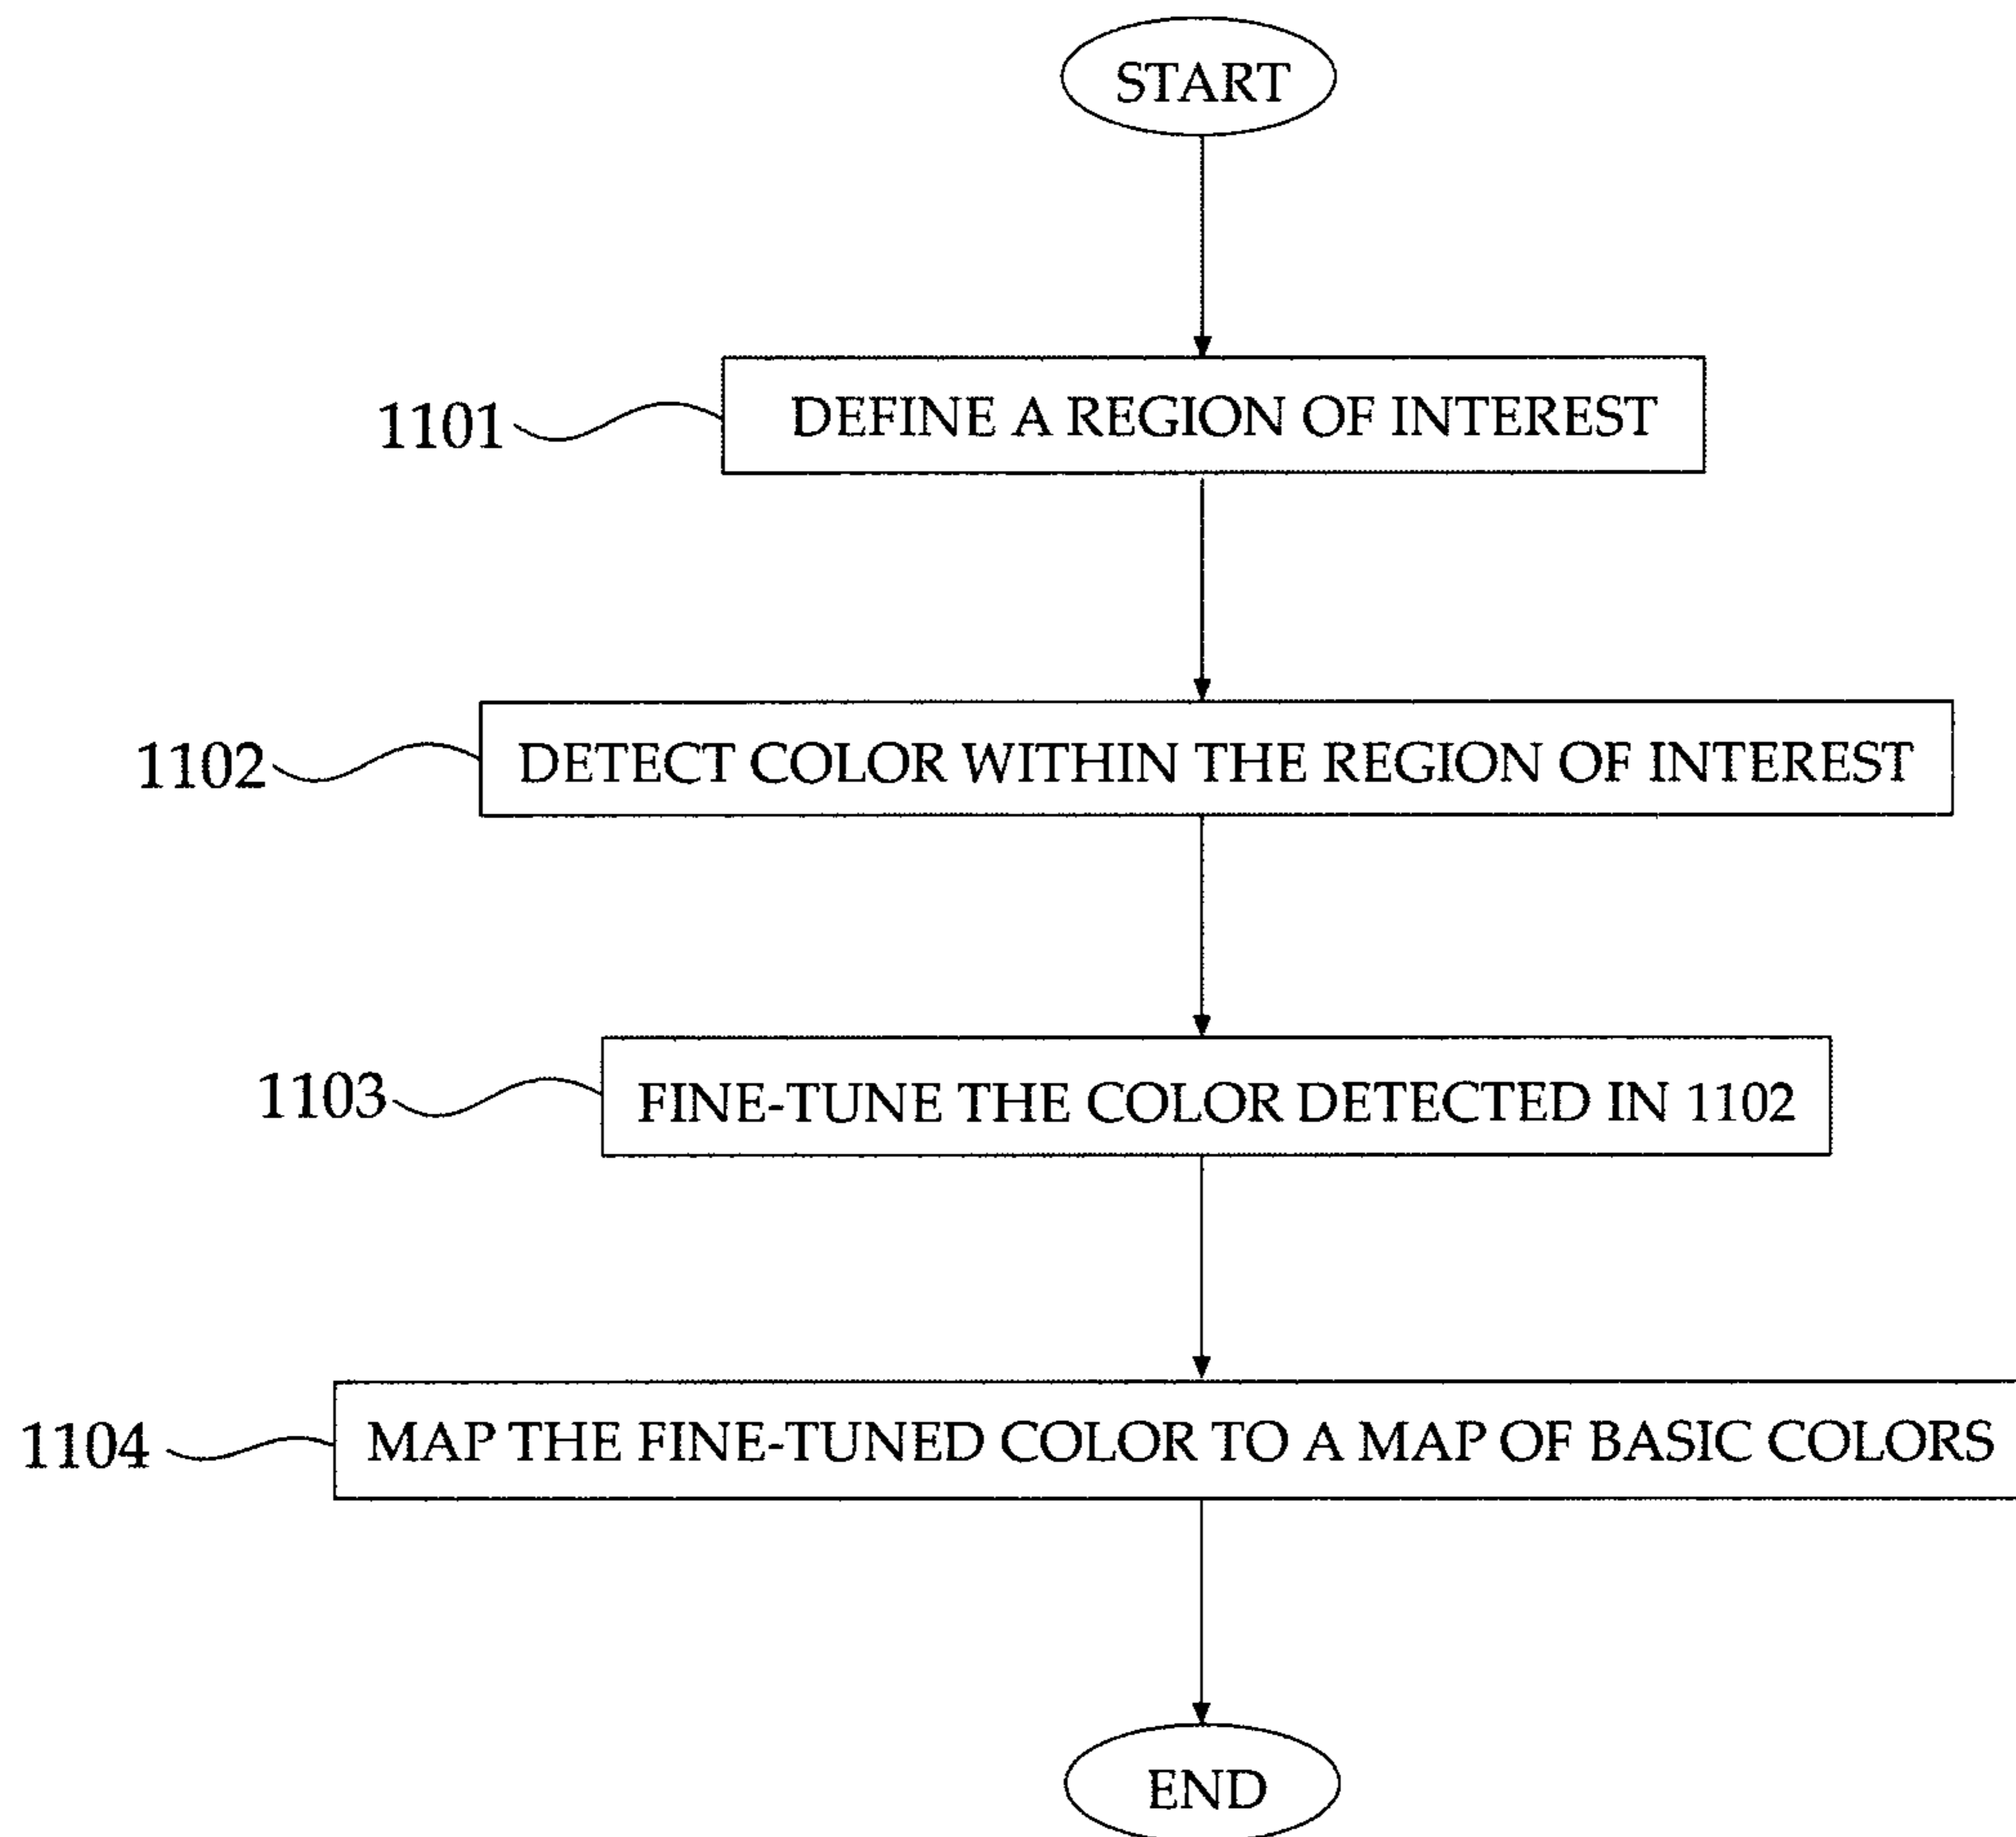 START
1101
DEFINE A REGION OF INTEREST
1102
DETECT COLOR WITHIN THE REGION OF INTEREST
1103
FINE-TUNE THE COLOR DETECTED IN 1102
1104
MAP THE FINE-TUNED COLOR TO A MAP OF BASIC COLORS
END